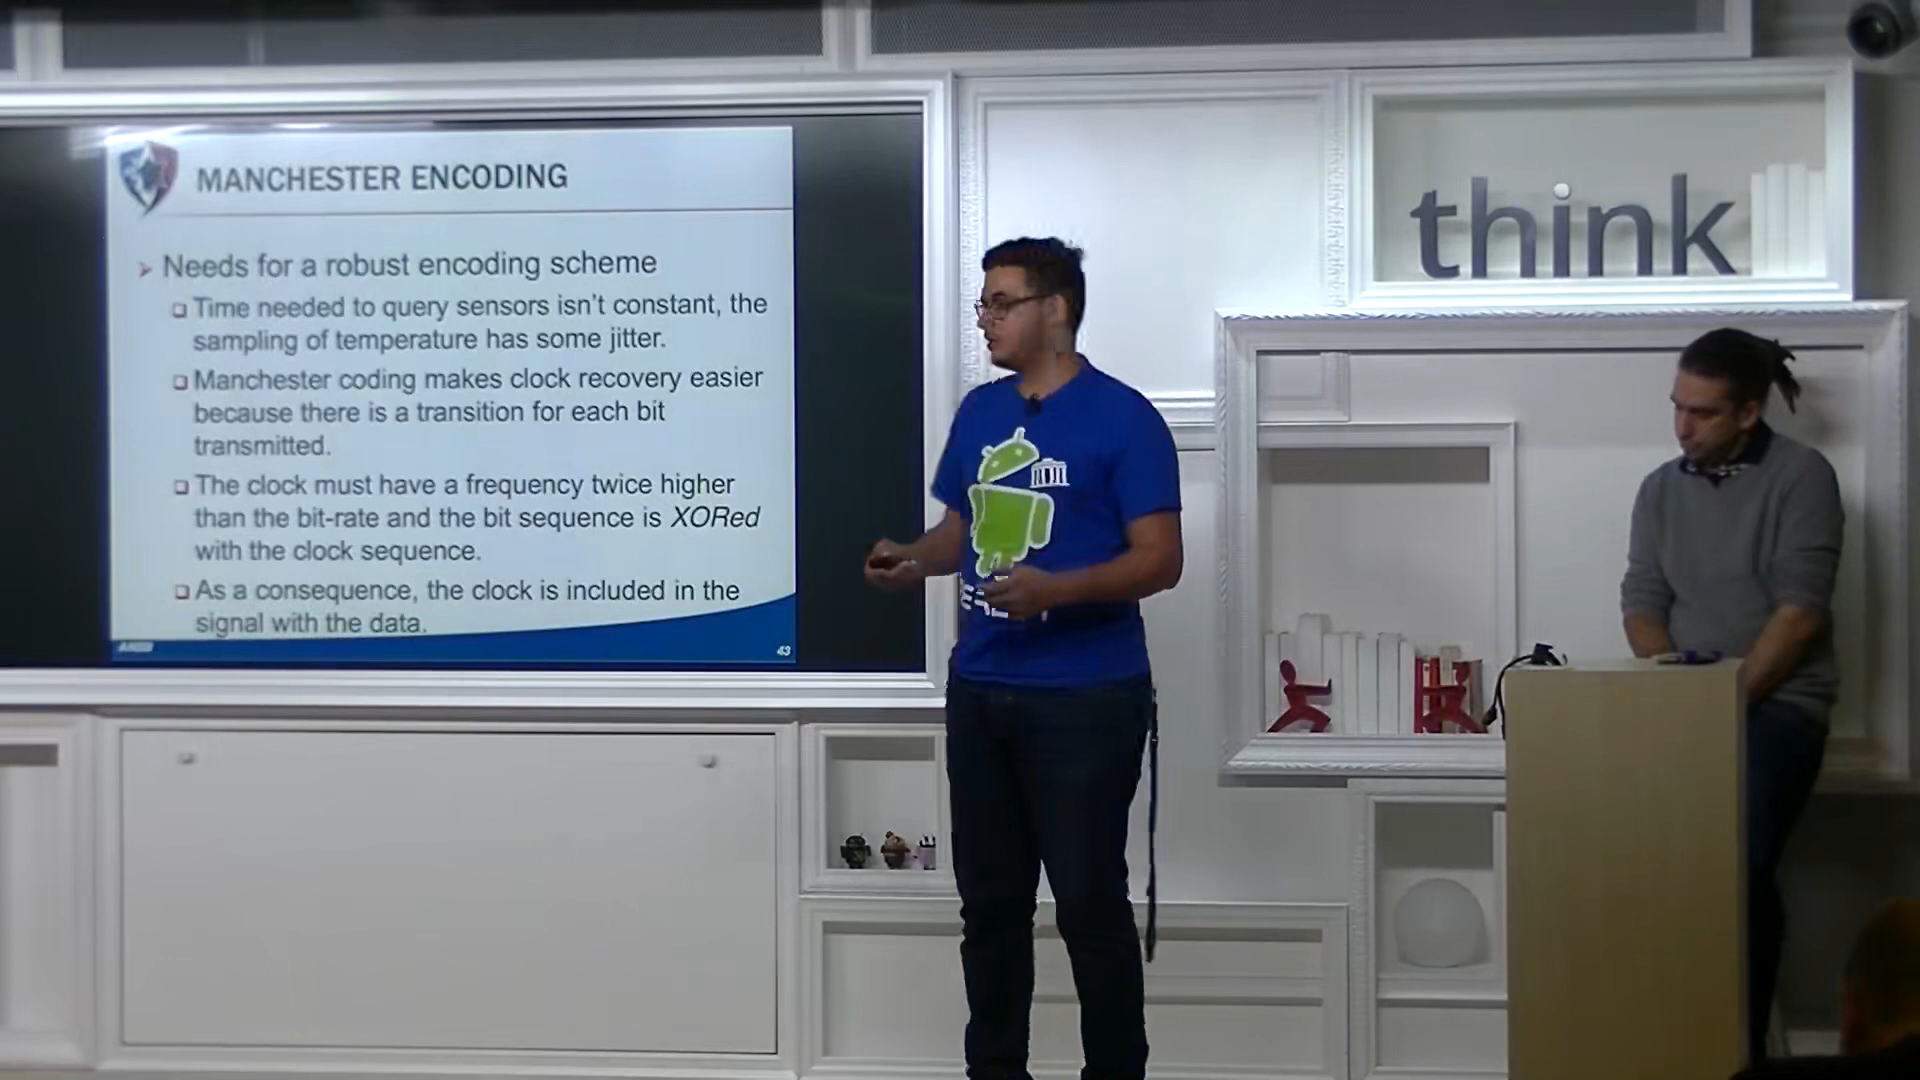 MANCHESTER ENCODING
Needs for a robust encoding scheme
Time needed to query sensors isn't constant, the
sampling of temperature has some jitter.
Manchester coding makes clock recovery easier
because there is a transition for each bit
transmitted.
The clock must have a frequency twice higher
than the bit-rate and the bit sequence is XORed
with the clock sequence.
As a consequence, the clock is included in the
signal with the data.
43
think